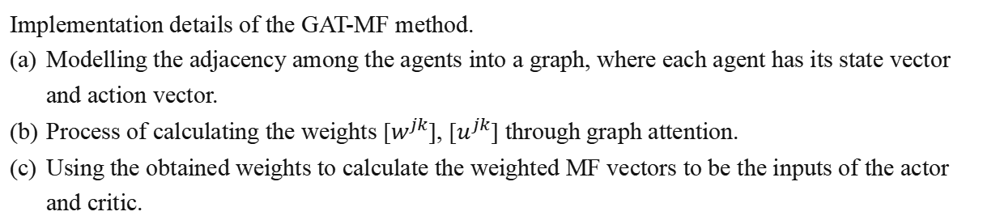 Implementation details of the GAT-MF method.
(a) Modelling the adjacency among the agents into a graph, where each agent has its state vector
and action vector.
(b) Process of calculating the weights [w^{jk}], [u^{jk}] through graph attention.
(c) Using the obtained weights to calculate the weighted MF vectors to be the inputs of the actor
and critic.